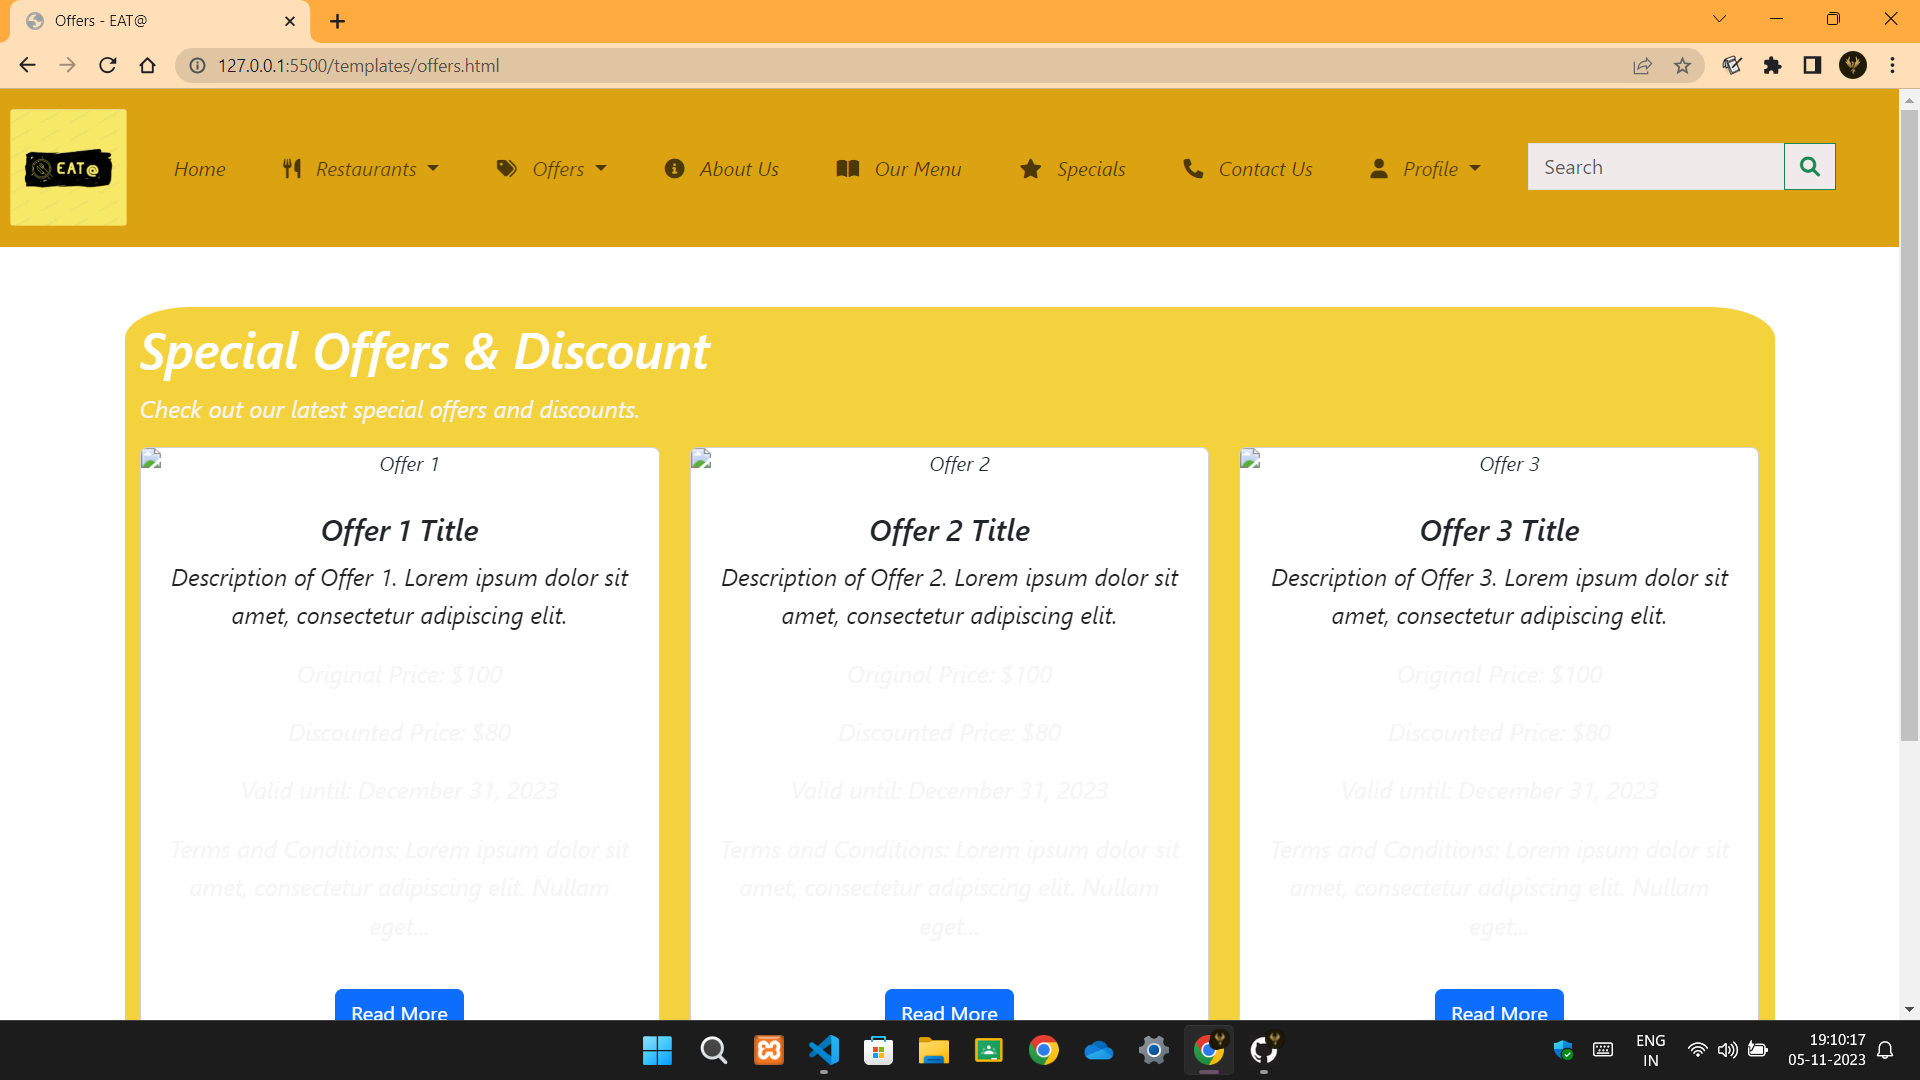 Offers - EAT@
127.0.0.1:5500/templates/offers.html
EAT@
Home
Restaurants
Offers
About Us
Our Menu
Specials
Contact Us
Profile
Search
Special Offers & Discount
Check out our latest special offers and discounts.
Offer 1
Offer 1 Title
Description of Offer 1. Lorem ipsum dolor sit
amet, consectetur adipiscing elit.
Original Price: $100
Discounted Price: $80
Valid until: December 31, 2023
Terms and Conditions: Lorem ipsum dolor sit
amet, consectetur adipiscing elit. Nullam
eget...
Read More
Offer 2
Offer 2 Title
Description of Offer 2. Lorem ipsum dolor sit
amet, consectetur adipiscing elit.
Original Price: $100
Discounted Price: $80
Valid until: December 31, 2023
Terms and Conditions: Lorem ipsum dolor sit
amet, consectetur adipiscing elit. Nullam
eget...
Read More
Offer 3
Offer 3 Title
Description of Offer 3. Lorem ipsum dolor sit
amet, consectetur adipiscing elit.
Original Price: $100
Discounted Price: $80
Valid until: December 31, 2023
Terms and Conditions: Lorem ipsum dolor sit
amet, consectetur adipiscing elit. Nullam
eget...
Read More
ENG
IN
19:10:17
05-11-2023